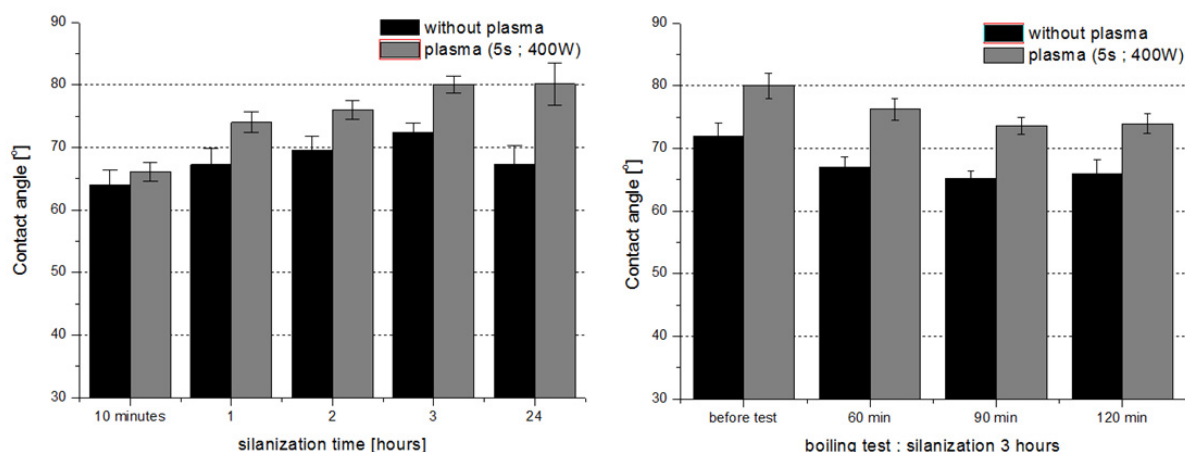 90
80
70
60
50
40
30
Contact angle [°]
without plasma
plasma (5s ; 400W)
10 minutes
1
2
3
24
silanization time [hours]
90
80
70
60
50
40
30
Contact angle [°]
without plasma
plasma (5s ; 400W)
before test
60 min
90 min
120 min
boiling test ; silanization 3 hours